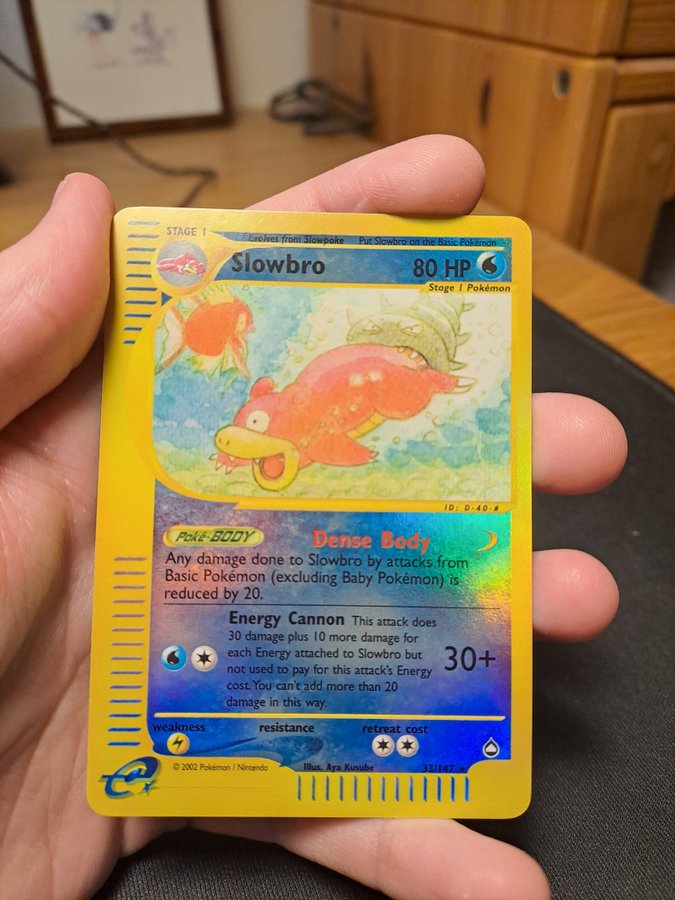 STAGE 1
Evolves from Slowpoke Put Slowbro on the Basic Pokémon
Slowbro 80 HP
Stage 1 Pokémon
ID: D-40-#
Poké-BODY Dense Body
Any damage done to Slowbro by attacks from
Basic Pokémon (excluding Baby Pokémon) is
reduced by 20.
Energy Cannon This attack does
30 damage plus 10 more damage for
each Energy attached to Slowbro but
not used to pay for this attack's Energy
cost. You can't add more than 20
damage in this way.
30+
weakness resistance retreat cost
© 2002 Pokémon / Nintendo Illus. Aya Kusube 33/147 ★
e